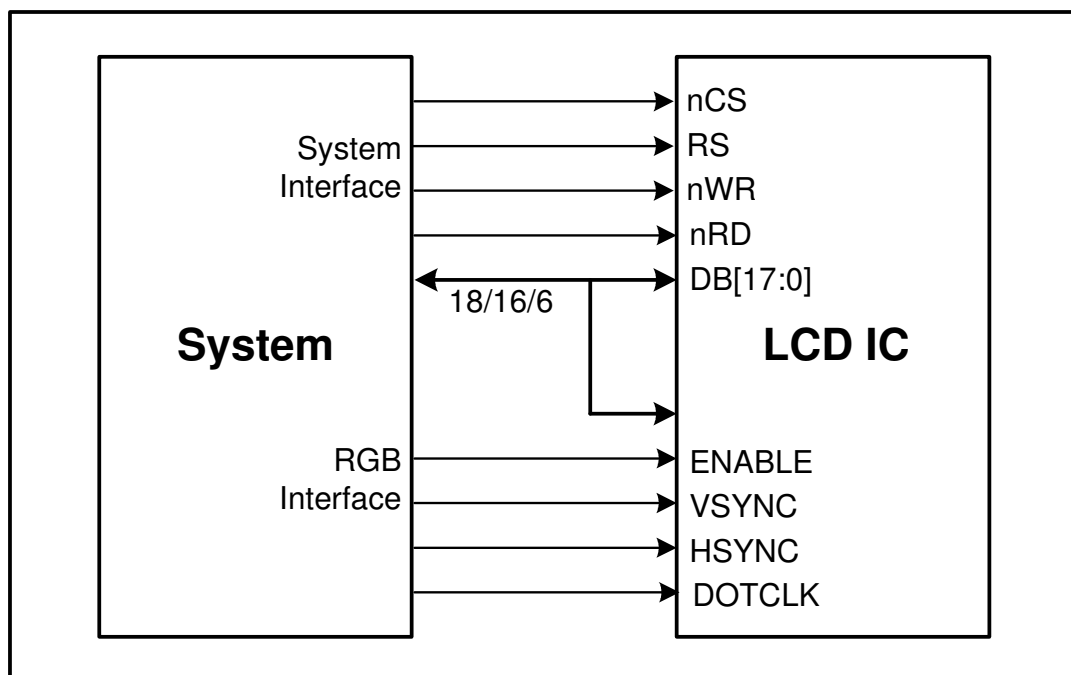 System
Interface
18/16/6
System
RGB
Interface
nCS
RS
nWR
nRD
DB[17:0]
LCD IC
ENABLE
VSYNC
HSYNC
DOTCLK